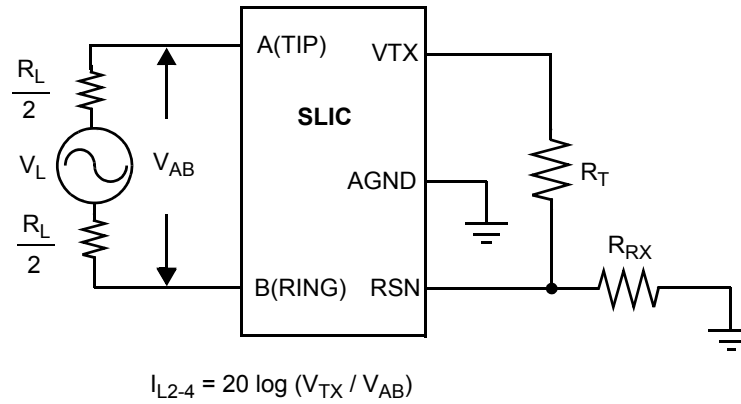 A(TIP)
VTX
R_L
2
SLIC
V_L
V_AB
AGND
R_T
R_L
2
R_RX
B(RING)
RSN
I_L2-4 = 20 log (V_TX / V_AB)